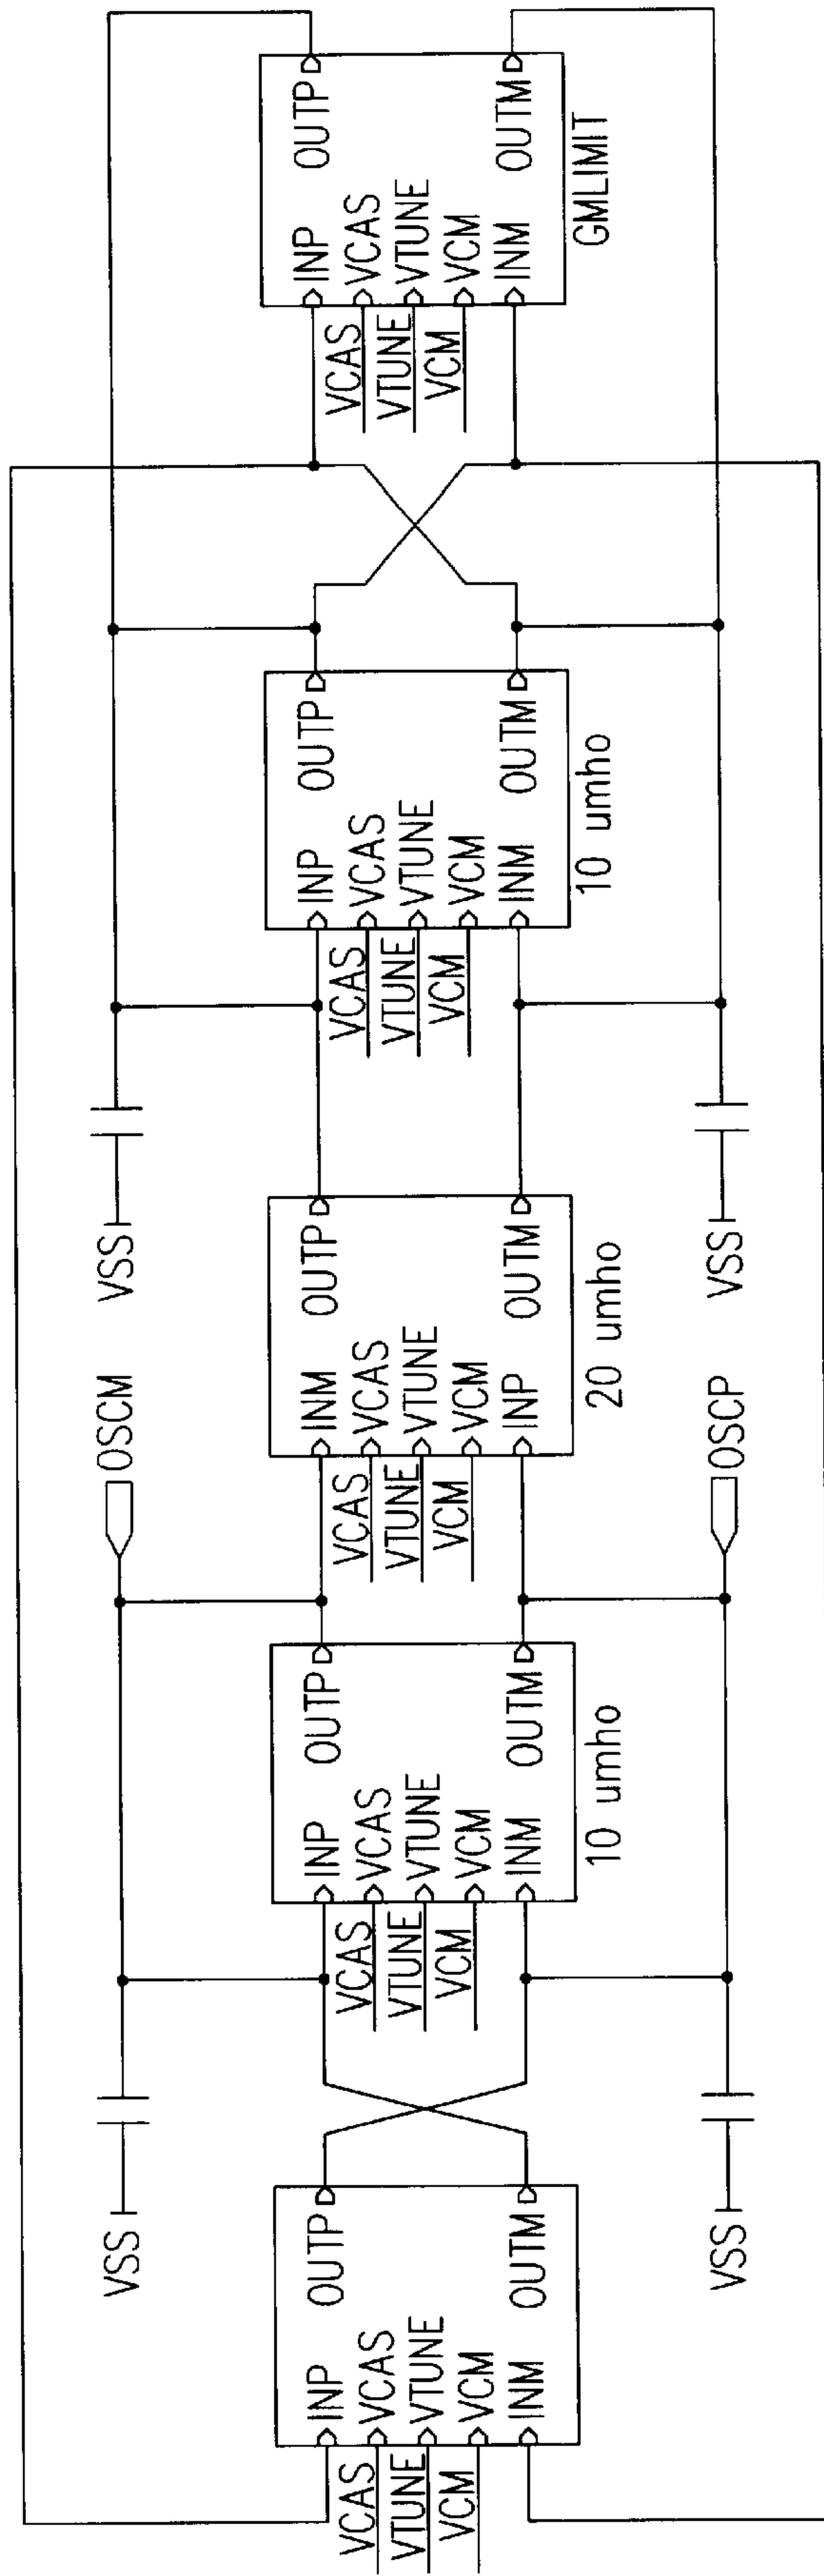 VSS
OSCM
VSS
VCAS
VTUNE
VCM
INP
VCAS
VTUNE
VCM
INM
OUTP
OUTM
VCAS
VTUNE
VCM
INP
VCAS
VTUNE
VCM
INM
OUTP
OUTM
10 umho
VCAS
VTUNE
VCM
INM
VCAS
VTUNE
VCM
INP
OUTP
OUTM
20 umho
VCAS
VTUNE
VCM
INP
VCAS
VTUNE
VCM
INM
OUTP
OUTM
10 umho
VCAS
VTUNE
VCM
INP
VCAS
VTUNE
VCM
INM
OUTP
OUTM
GMLIMIT
VSS
OSCP
VSS